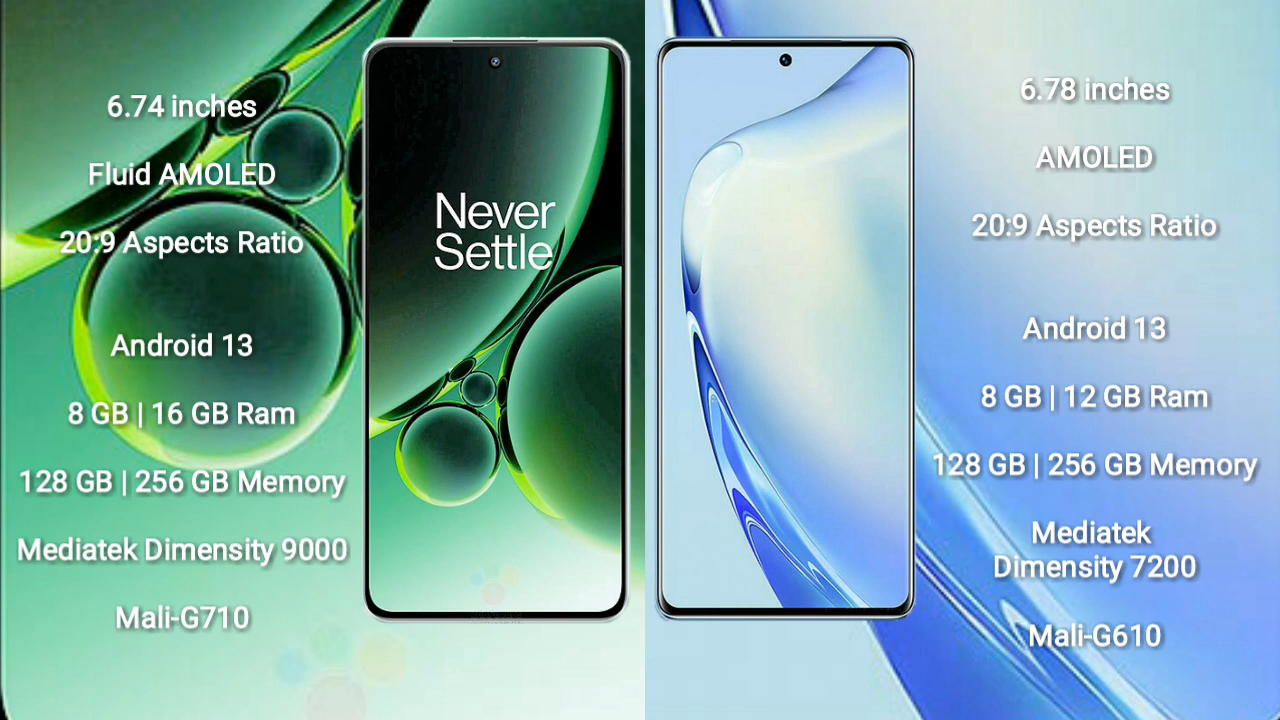 6.74 inches
Fluid AMOLED
20:9 Aspects Ratio
Android 13
8 GB | 16 GB Ram
128 GB | 256 GB Memory
Mediatek Dimensity 9000
Mali-G710
Never
Settle
6.78 inches
AMOLED
20:9 Aspects Ratio
Android 13
8 GB | 12 GB Ram
128 GB | 256 GB Memory
Mediatek
Dimensity 7200
Mali-G610